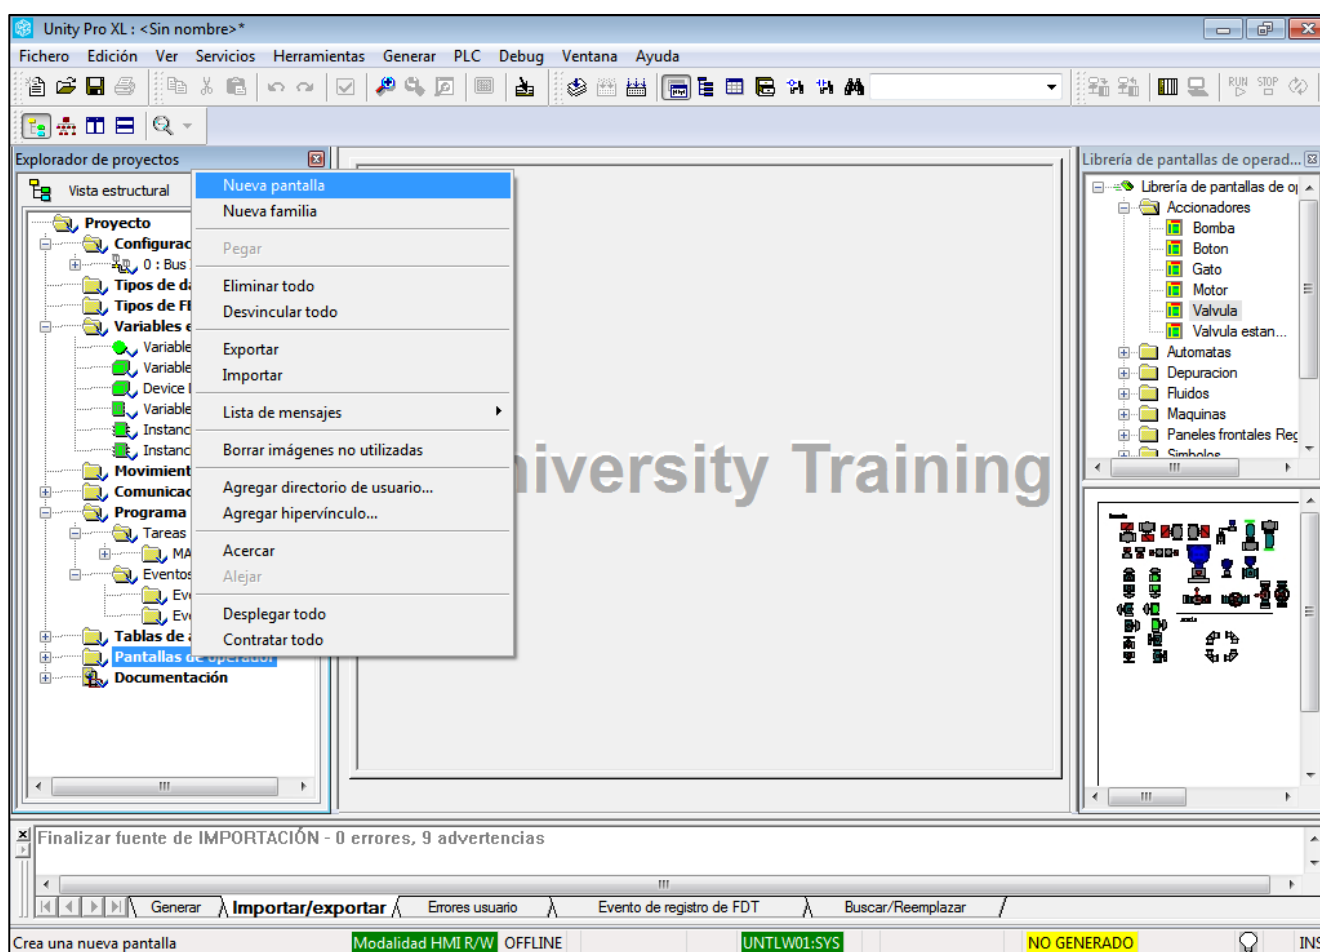 Unity Pro XL : <Sin nombre>*
Fichero Edición Ver Servicios Herramientas Generar PLC Debug Ventana Ayuda
RUN STOP
Explorador de proyectos
Vista estructural
Proyecto
Configurac
0 : Bus
Tipos de da
Tipos de F
Variables e
Variable
Variable
Device
Variable
Instanc
Instanc
Movimient
Comunicac
Programa
Tareas
MA
Eventos
Eve
Eve
Tablas de a
Pantallas de operador
Documentación
Nueva pantalla
Nueva familia
Pegar
Eliminar todo
Desvincular todo
Exportar
Importar
Lista de mensajes
Borrar imágenes no utilizadas
Agregar directorio de usuario...
Agregar hipervínculo...
Acercar
Alejar
Desplegar todo
Contratar todo
niversity Training
Librería de pantallas de operad...
Librería de pantallas de o
Accionadores
Bomba
Boton
Gato
Motor
Valvula
Valvula estan...
Automatas
Depuracion
Fluidos
Maquinas
Paneles frontales Reg
Simbolos
Finalizar fuente de IMPORTACIÓN - 0 errores, 9 advertencias
Generar Importar/exportar Errores usuario Evento de registro de FDT Buscar/Reemplazar
Crea una nueva pantalla Modalidad HMI R/W OFFLINE UNTLW01:SYS NO GENERADO INS